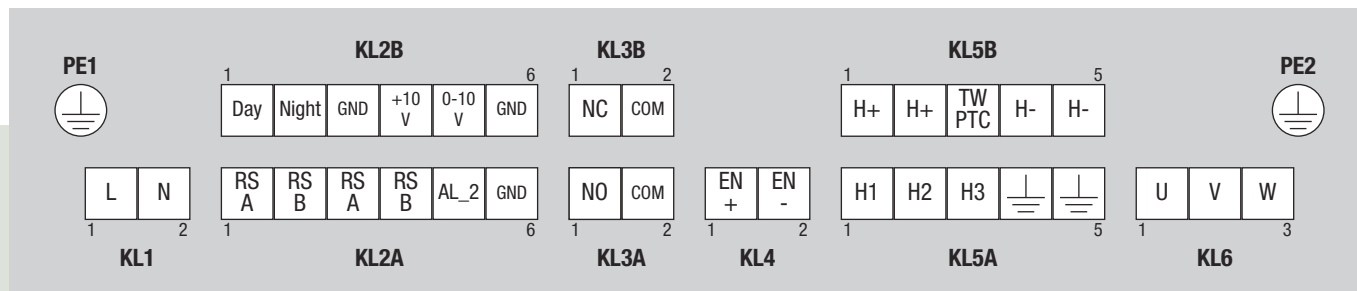 PE1
KL2B
KL3B
KL5B
PE2
1 6
1 2
1 5
Day Night GND +10 V 0-10 V GND
NC COM
H+ H+ TW PTC H- H-
L N
RS A RS B RS A RS B AL_2 GND
NO COM
EN + EN -
H1 H2 H3
U V W
1 2
1 6
1 2
1 2
1 5
1 3
KL1
KL2A
KL3A
KL4
KL5A
KL6